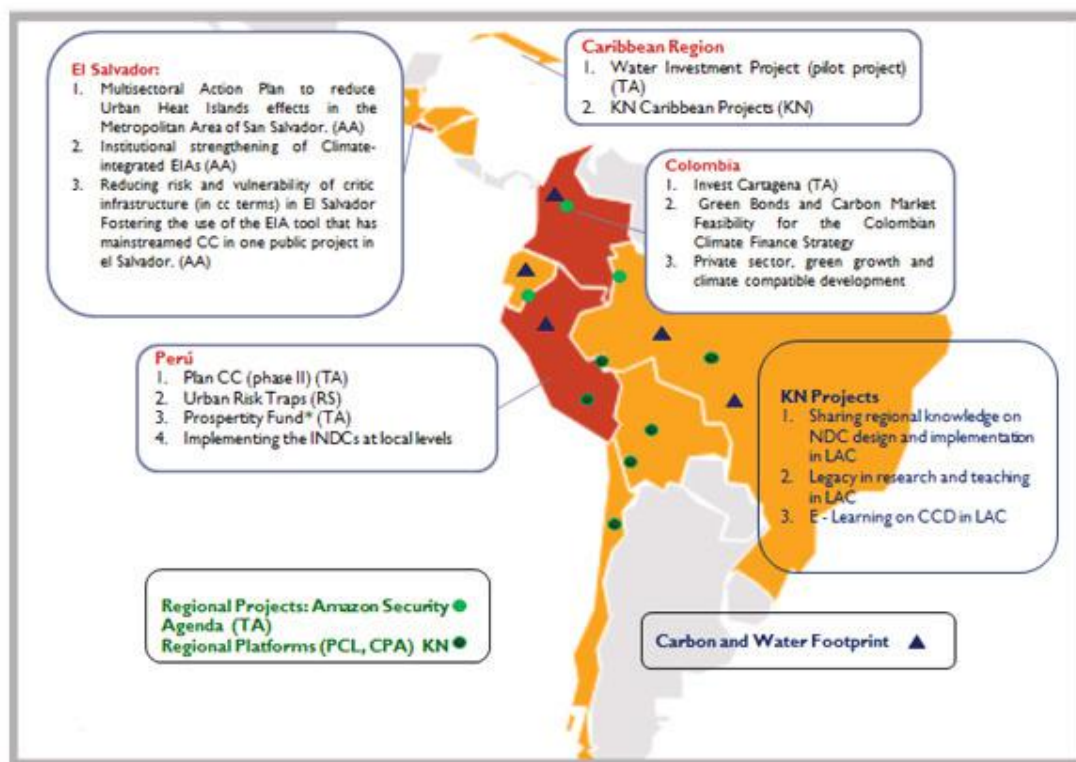 El Salvador:
1. Multisectoral Action Plan to reduce
Urban Heat Islands effects in the
Metropolitan Area of San Salvador. (AA)
2. Institutional strengthening of Climate-
integrated EIAs (AA)
3. Reducing risk and vulnerability of critic
infrastructure (in cc terms) in El Salvador
Fostering the use of the EIA tool that has
mainstreamed CC in one public project in
el Salvador. (AA)
Caribbean Region
1. Water Investment Project (pilot project)
(TA)
2. KN Caribbean Projects (KN)
Colombia
1. Invest Cartagena (TA)
2. Green Bonds and Carbon Market
Feasibility for the Colombian
Climate Finance Strategy
3. Private sector, green growth and
climate compatible development
Perú
1. Plan CC (phase II) (TA)
2. Urban Risk Traps (RS)
3. Prospertity Fund* (TA)
4. Implementing the INDCs at local levels
KN Projects
1. Sharing regional knowledge on
NDC design and implementation
in LAC
2. Legacy in research and teaching
in LAC
3. E - Learning on CCD in LAC
Regional Projects: Amazon Security
Agenda (TA)
Regional Platforms (PCL, CPA) KN
Carbon and Water Footprint